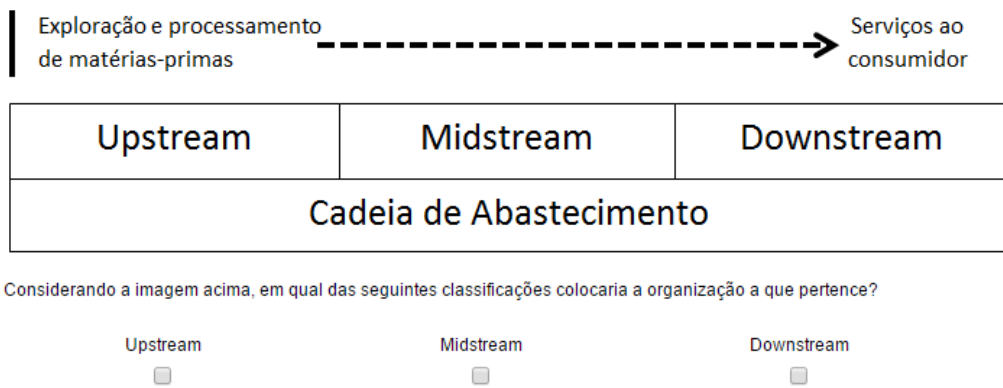 Exploração e processamento
de matérias-primas
Serviços ao
consumidor
Upstream Midstream Downstream
Cadeia de Abastecimento
Considerando a imagem acima, em qual das seguintes classificações colocaria a organização a que pertence?
Upstream Midstream Downstream